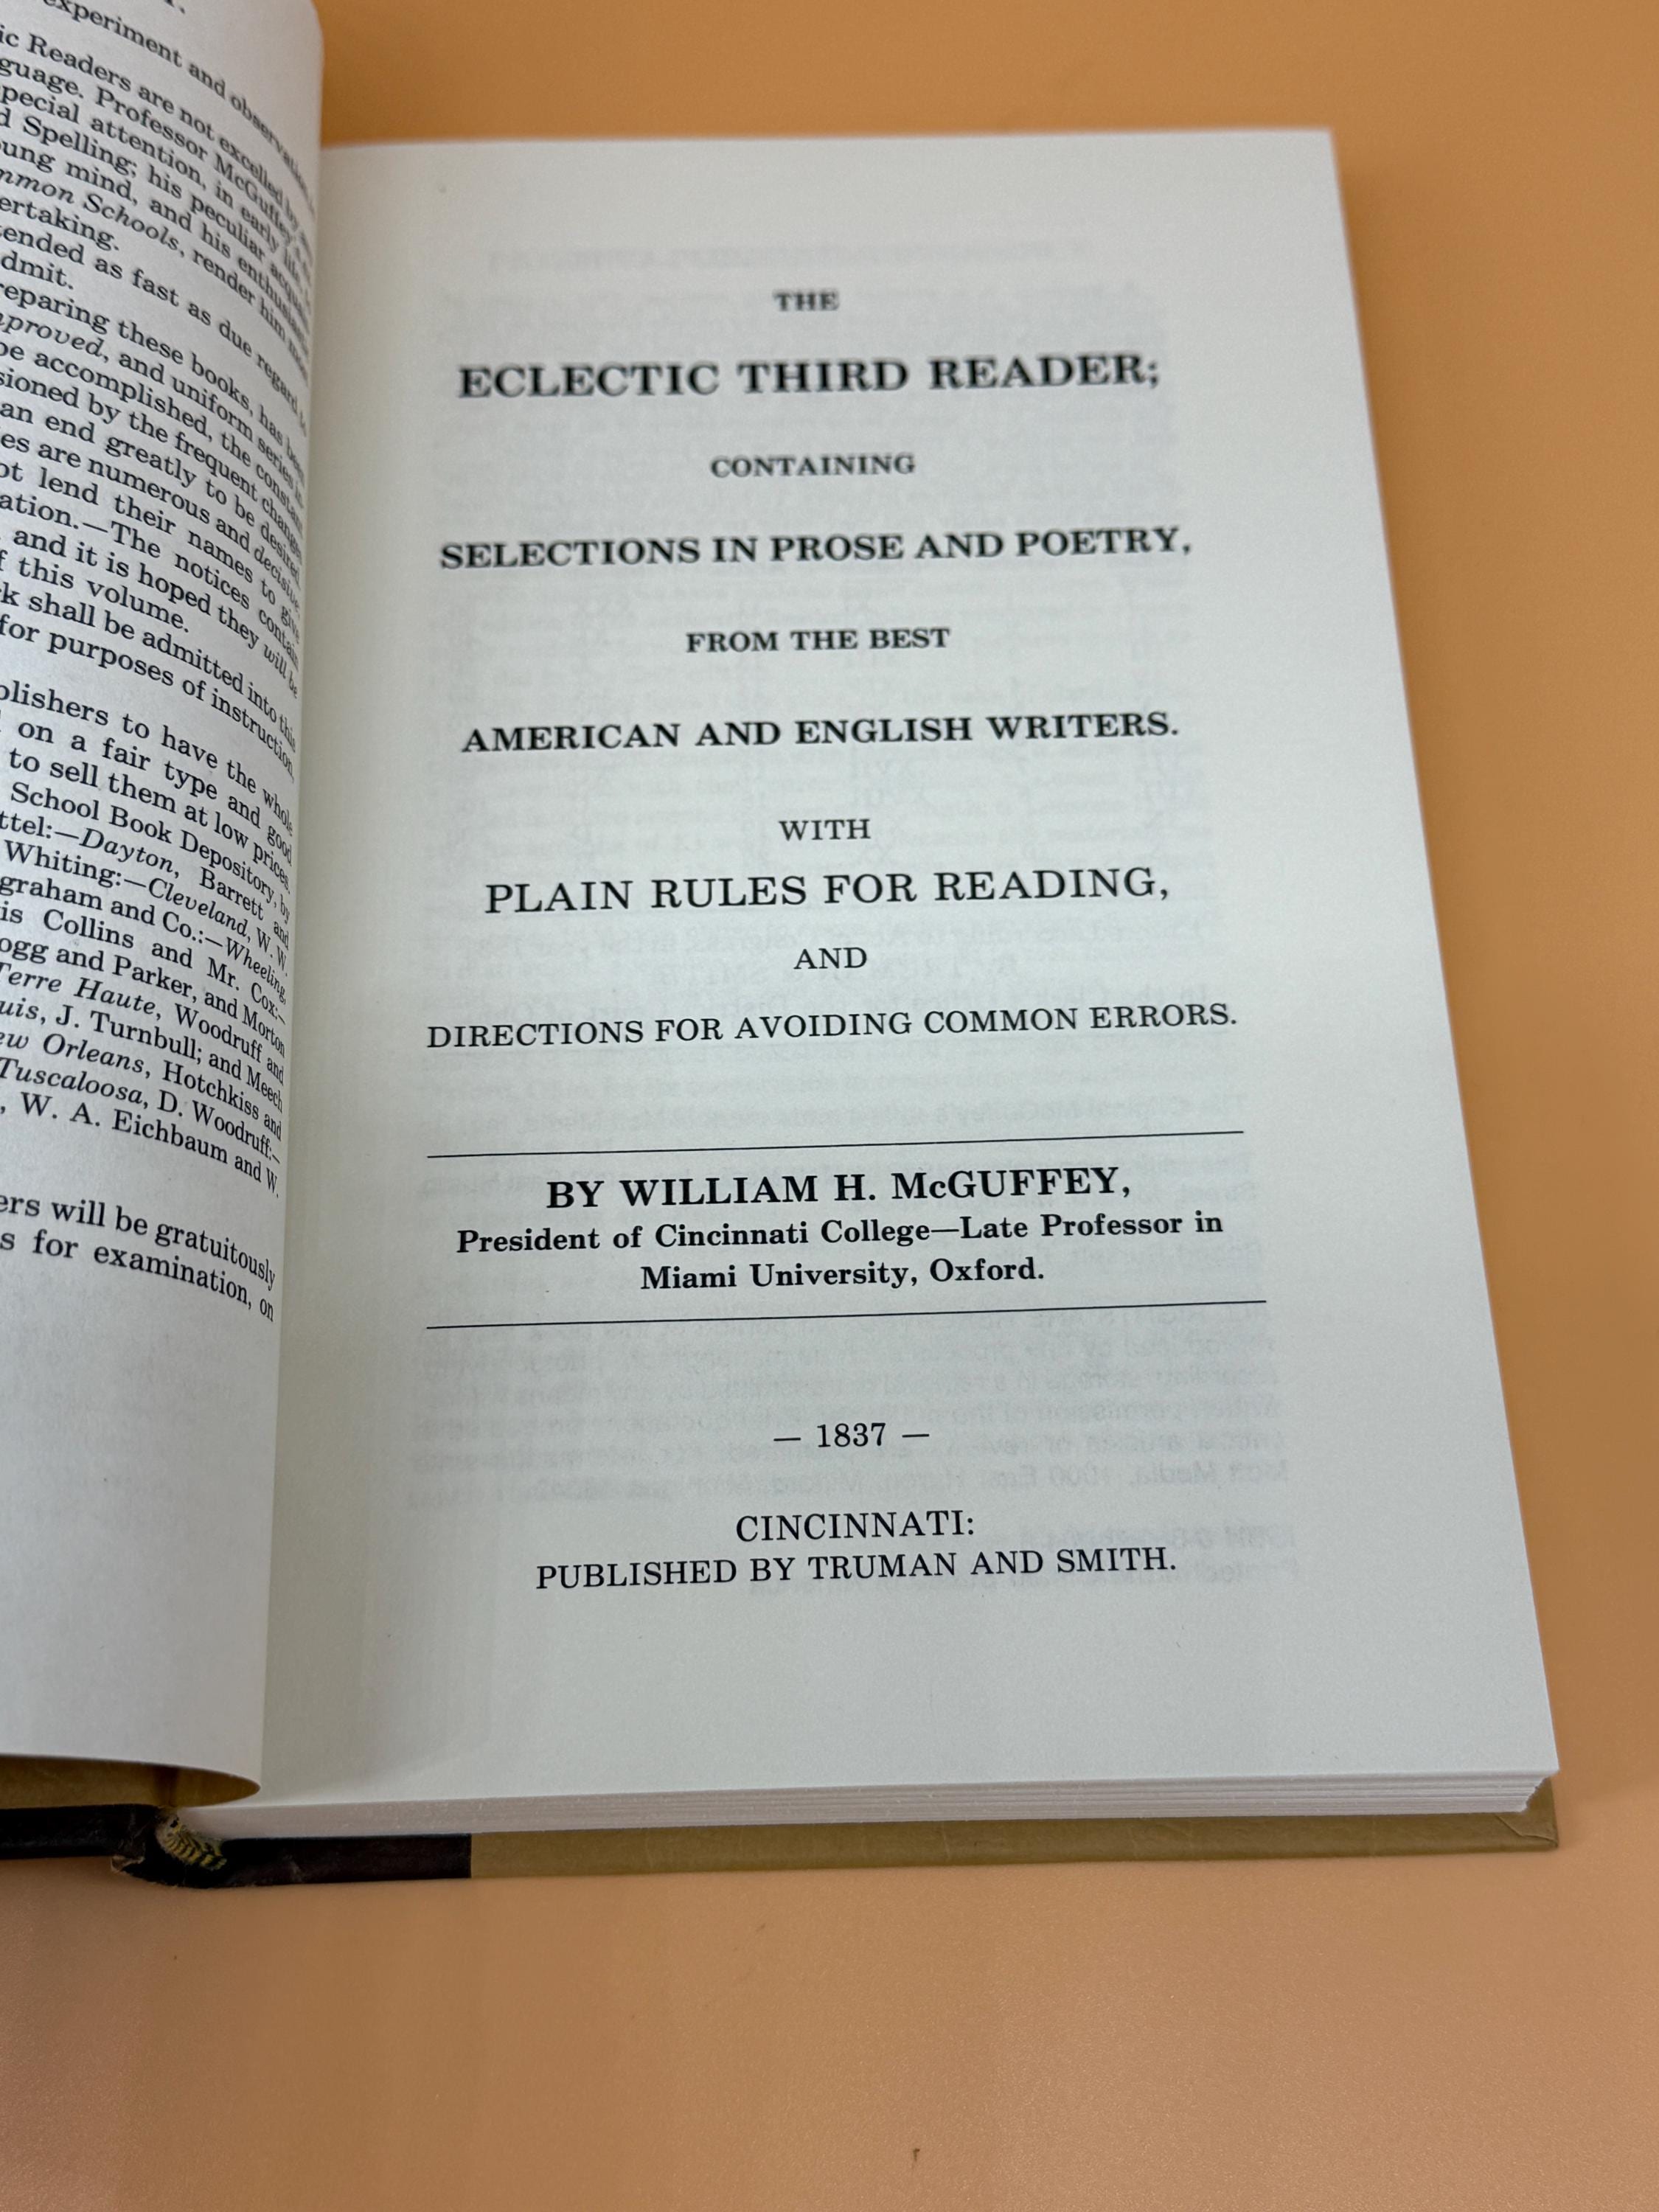 experiment and observation
ic Readers are not excelled by
guage. Professor McGuffey
special attention, in early life
d Spelling; his peculiar
oung mind, and his
mmon Schools, render him
ertaking.
tended as fast as due regard to
dmit.
reparing these books, has been
mproved, and uniform series
be accomplished, the constant
sioned by the frequent changes
an end greatly to be desired.
es are numerous and decisive.
ot lend their names to give
ation.—The notices contain
and it is hoped they will be
f this volume.
k shall be admitted into this
for purposes of instruction,
blishers to have the whole
on a fair type and good
to sell them at low prices.
School Book Depository, by
ttel:—Dayton, Barrett and
Whiting:—Cleveland, W. W.
graham and Co.:—Wheeling,
is Collins and Mr. Cox:—
ogg and Parker, and Morton
Terre Haute, Woodruff and
uis, J. Turnbull; and Meech
ew Orleans, Hotchkiss and
Tuscaloosa, D. Woodruff:—
, W. A. Eichbaum and W.
ers will be gratuitously
s for examination, on
THE
ECLECTIC THIRD READER;
CONTAINING
SELECTIONS IN PROSE AND POETRY,
FROM THE BEST
AMERICAN AND ENGLISH WRITERS.
WITH
PLAIN RULES FOR READING,
AND
DIRECTIONS FOR AVOIDING COMMON ERRORS.
BY WILLIAM H. McGUFFEY,
President of Cincinnati College—Late Professor in
Miami University, Oxford.
— 1837 —
CINCINNATI:
PUBLISHED BY TRUMAN AND SMITH.